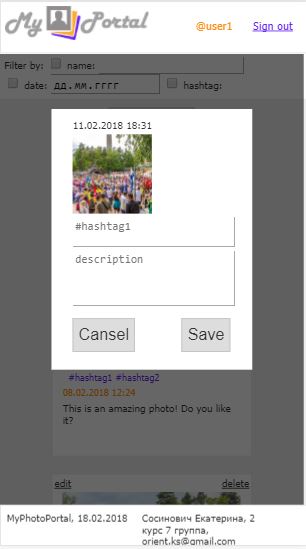 My Portal
@user1 Sign out
Filter by: name:
date: дд.мм.гггг hashtag:
11.02.2018 18:31
#hashtag1
description
Cansel Save
#hashtag1 #hashtag2
08.02.2018 12:24
This is an amazing photo! Do you like
it?
edit delete
MyPhotoPortal, 18.02.2018 Сосинович Екатерина, 2
курс 7 группа,
orient.ks@gmail.com